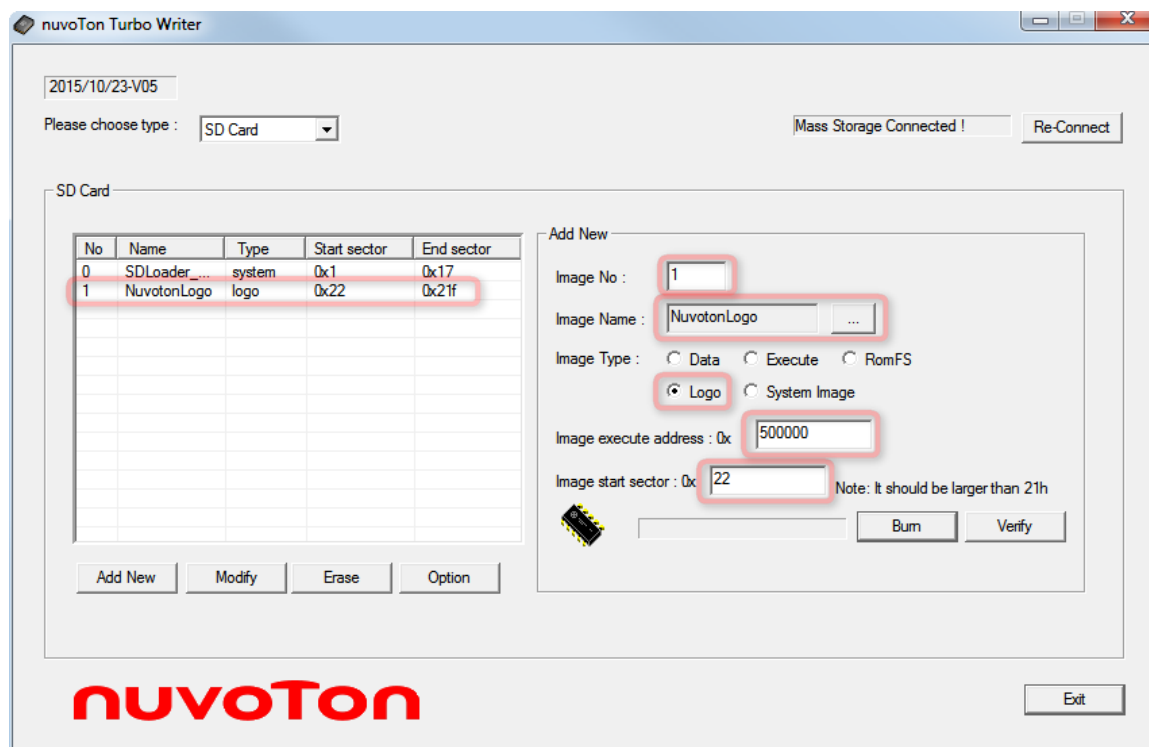 nuvoTon Turbo Writer
2015/10/23-V05
Please choose type : SD Card
Mass Storage Connected !
Re-Connect
SD Card
No Name Type Start sector End sector
0 SDLoader_... system 0x1 0x17
1 NuvotonLogo logo 0x22 0x21f
Add New Modify Erase Option
Add New
Image No : 1
Image Name : NuvotonLogo ...
Image Type : Data Execute RomFS
Logo System Image
Image execute address : 0x 500000
Image start sector : 0x 22 Note: It should be larger than 21h
Burn Verify
nuvoTon
Exit